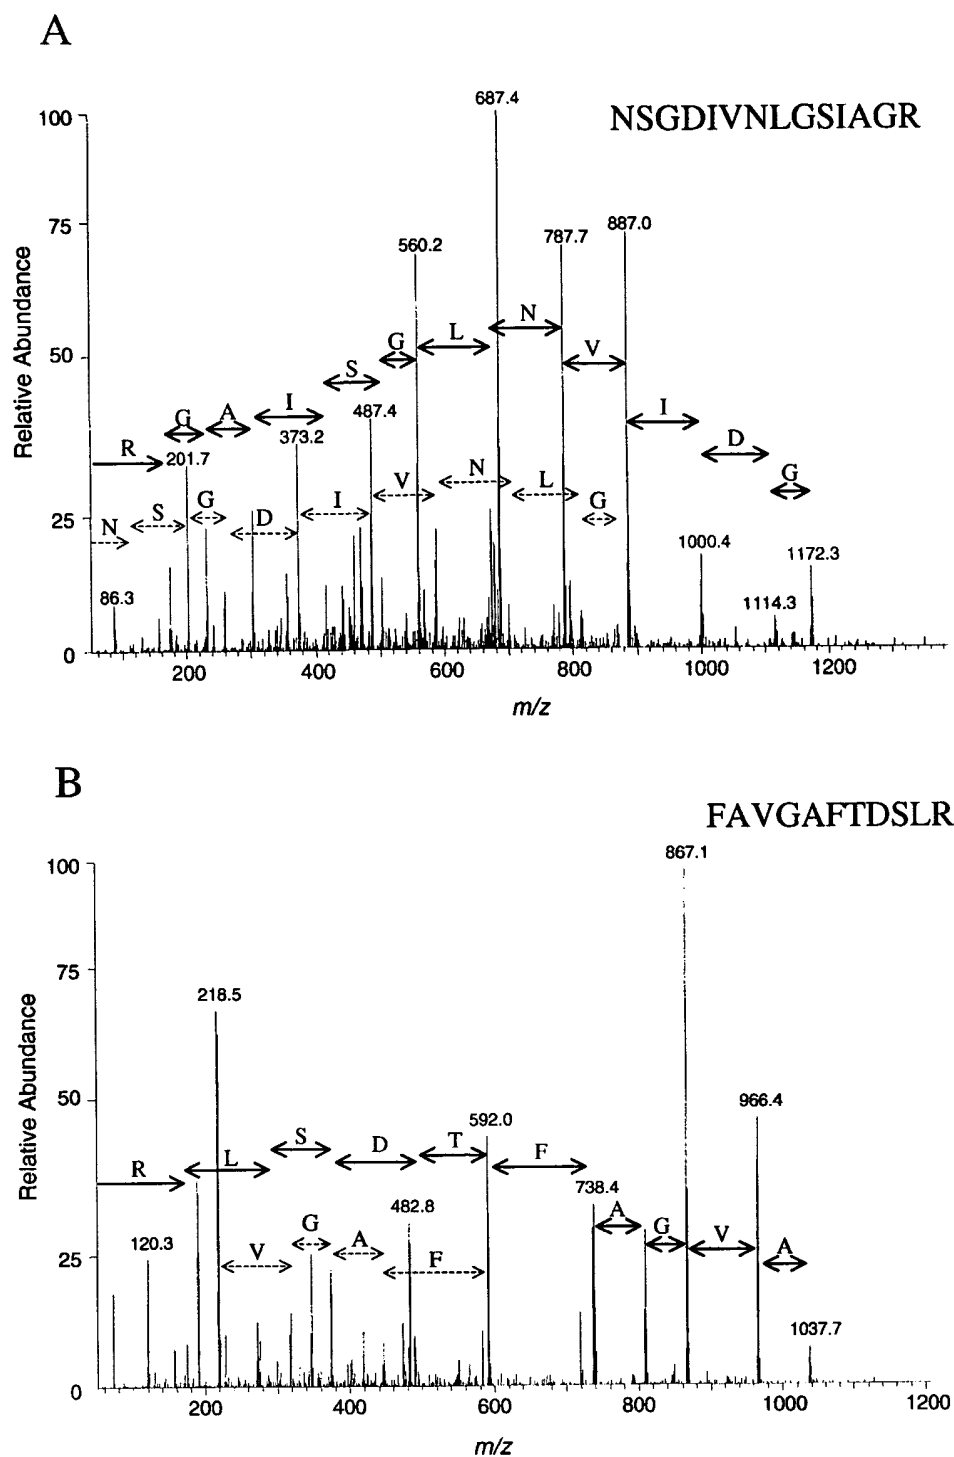 A
NSGDIVNLGSIAGR
687.4
100
75
50
25
0
Relative Abundance
887.0
787.7
560.2
N
L
G
V
S
I
A
G
R
487.4
373.2
201.7
I
D
G
N
S
G
D
I
V
N
L
G
86.3
1000.4
1114.3
1172.3
200
400
600
800
1000
1200
m/z
B
FAVGAFTDSLR
867.1
100
75
50
25
0
Relative Abundance
218.5
966.4
592.0
R
L
S
D
T
F
738.4
A
G
V
A
482.8
120.3
V
G
A
F
1037.7
200
400
600
800
1000
1200
m/z